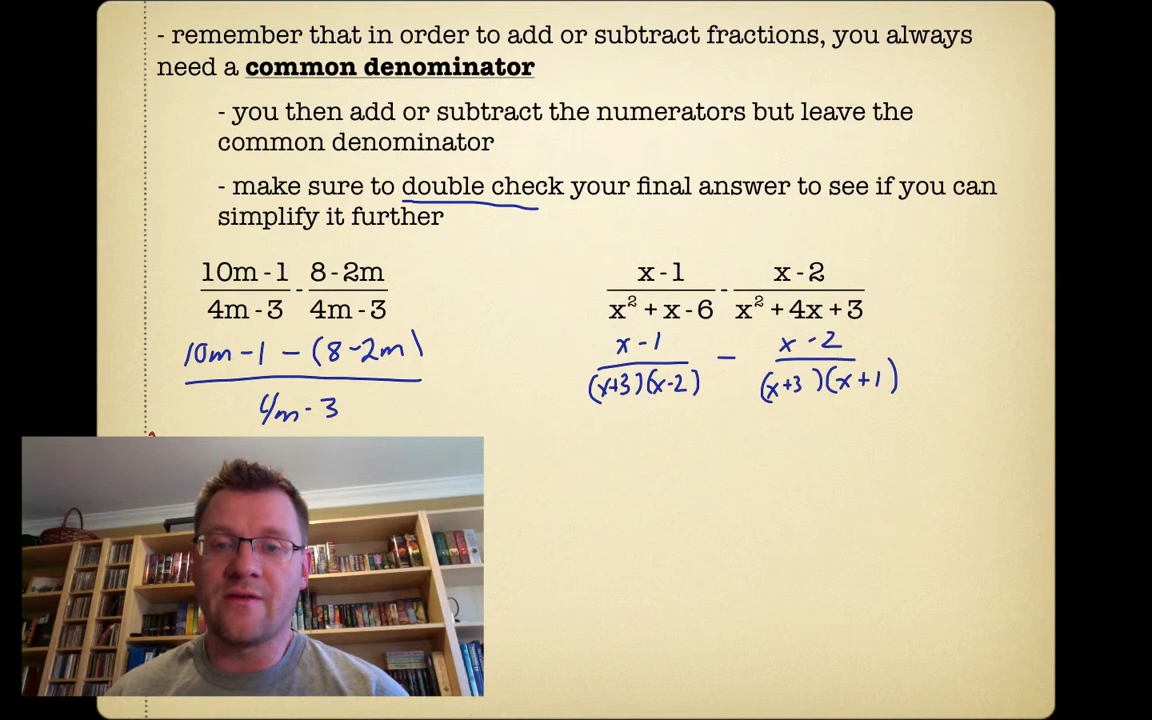 - remember that in order to add or subtract fractions, you always
need a common denominator
- you then add or subtract the numerators but leave the
common denominator
- make sure to double check your final answer to see if you can
simplify it further
10m - 1 / 4m - 3 - 8 - 2m / 4m - 3
10m - 1 - (8 - 2m) / 4m - 3
x - 1 / x² + x - 6 - x - 2 / x² + 4x + 3
x - 1 / (x+3)(x-2) - x - 2 / (x+3)(x+1)